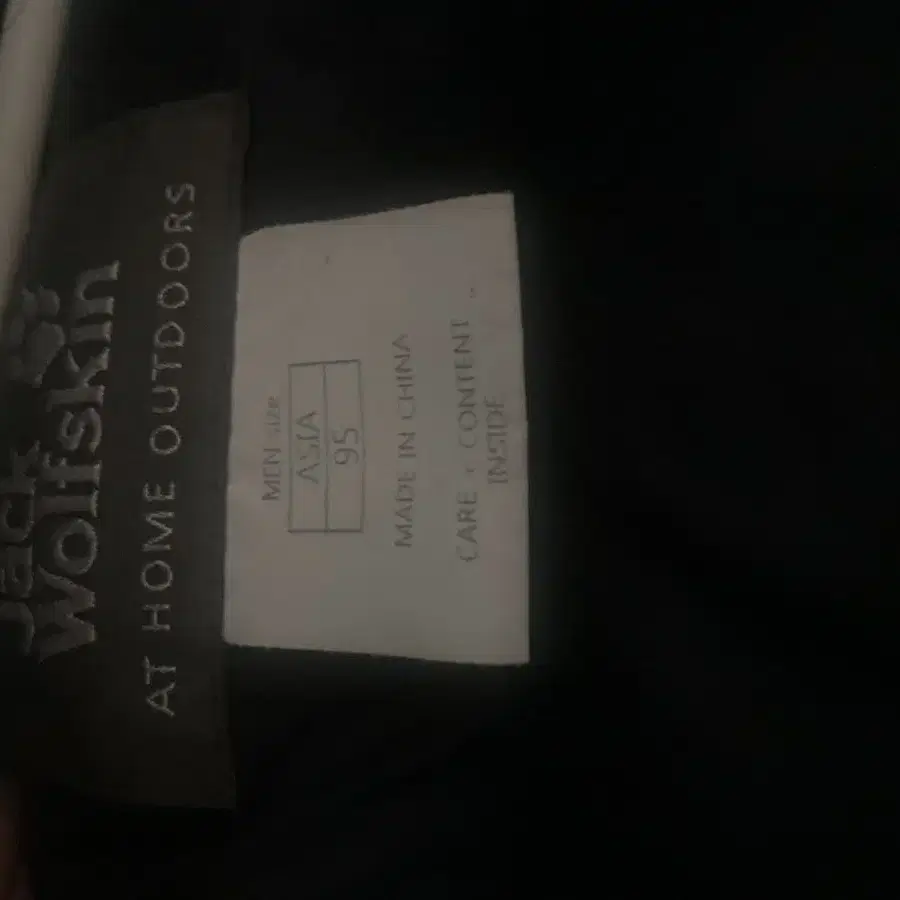 Jack
Wolfskin
AT HOME OUTDOORS
MEN SIZE
ASIA
95
MADE IN CHINA
CARE + CONTENT
INSIDE